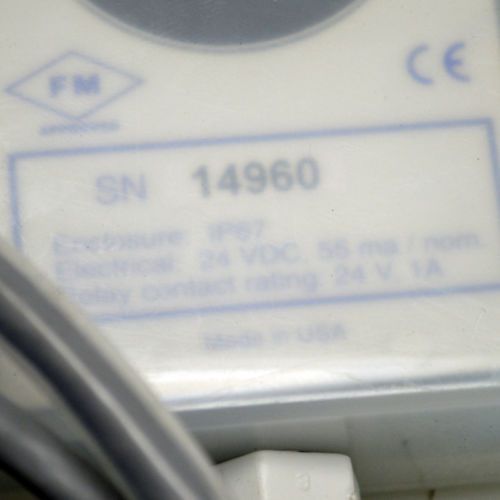 FM
APPROVED
CE
SN 14960
Enclosure: IP67
Electrical: 24 VDC, 55 ma / nom.
Relay contact rating: 24 V, 1A
Made in USA